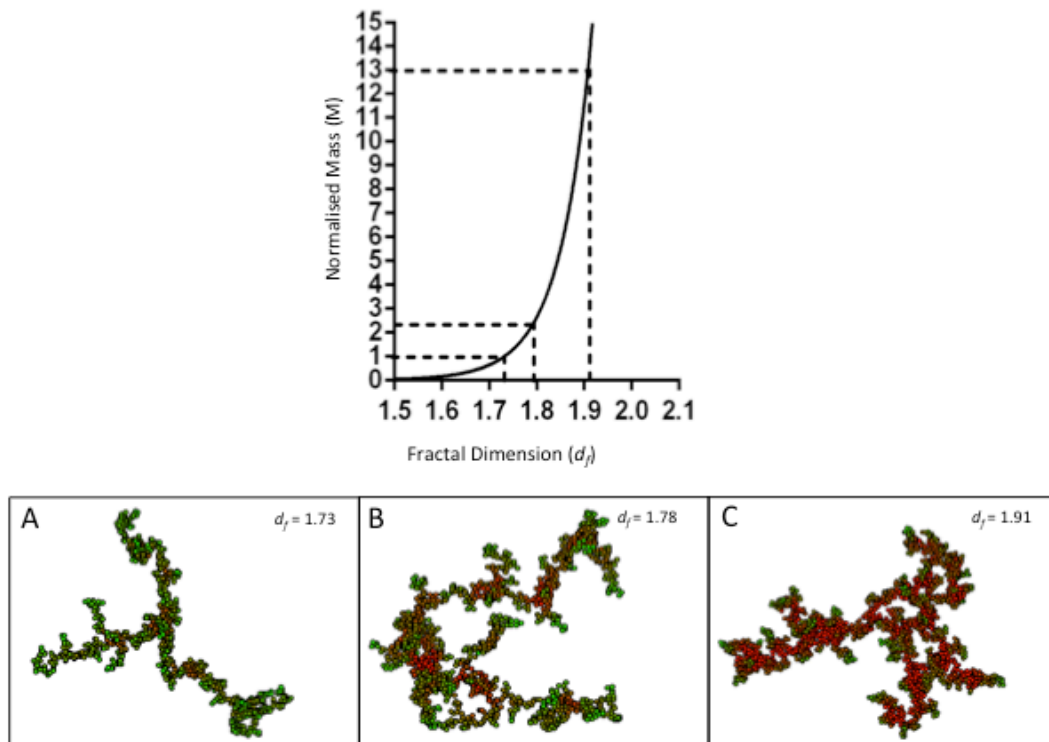 15
14
13
12
11
10
9
8
7
6
5
4
3
2
1
0
Normalised Mass (M)
1.5 1.6 1.7 1.8 1.9 2.0 2.1
Fractal Dimension (df)
A
df = 1.73
B
df = 1.78
C
df = 1.91